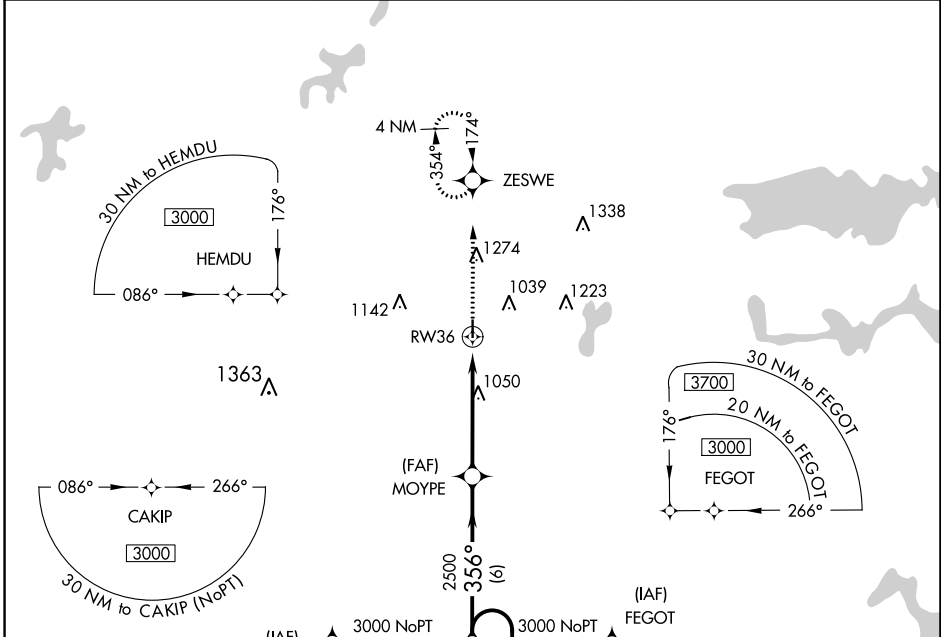 4 NM
174°
354°
ZESWE
30 NM to HEMDU
3000
176°
HEMDU
086°
1338
1274
1142
1039
1223
RW36
1363
1050
30 NM to FEGOT
3700
20 NM to FEGOT
176°
3000
FEGOT
266°
(FAF)
MOYPE
086°
266°
CAKIP
3000
30 NM to CAKIP (NoPT)
2500
356°
(6)
(IAF)
FEGOT
(IAF)
3000 NoPT
3000 NoPT